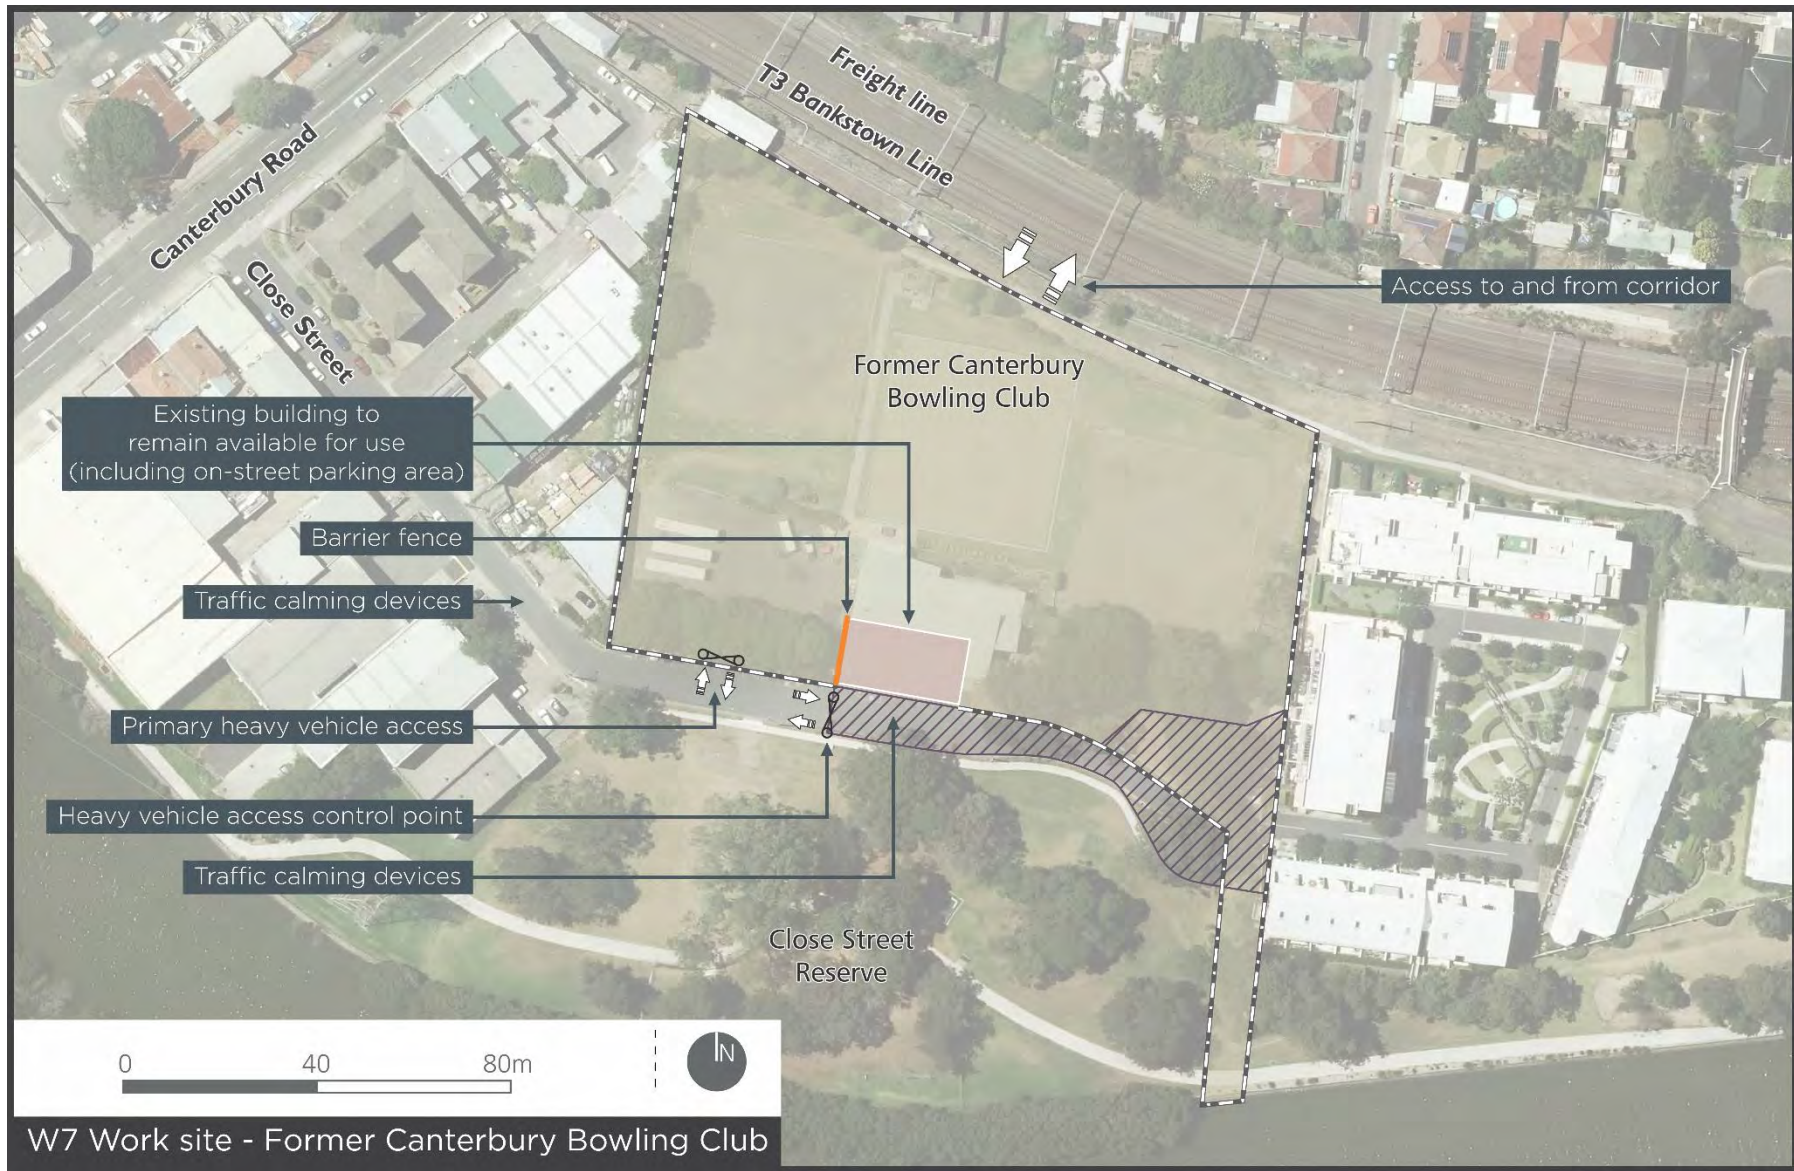 Freight line
T3 Bankstown Line
Canterbury Road
Close Street
Access to and from corridor
Former Canterbury
Bowling Club
Existing building to
remain available for use
(including on-street parking area)
Barrier fence
Traffic calming devices
Primary heavy vehicle access
Heavy vehicle access control point
Traffic calming devices
Close Street
Reserve
0 40 80m
N
W7 Work site - Former Canterbury Bowling Club